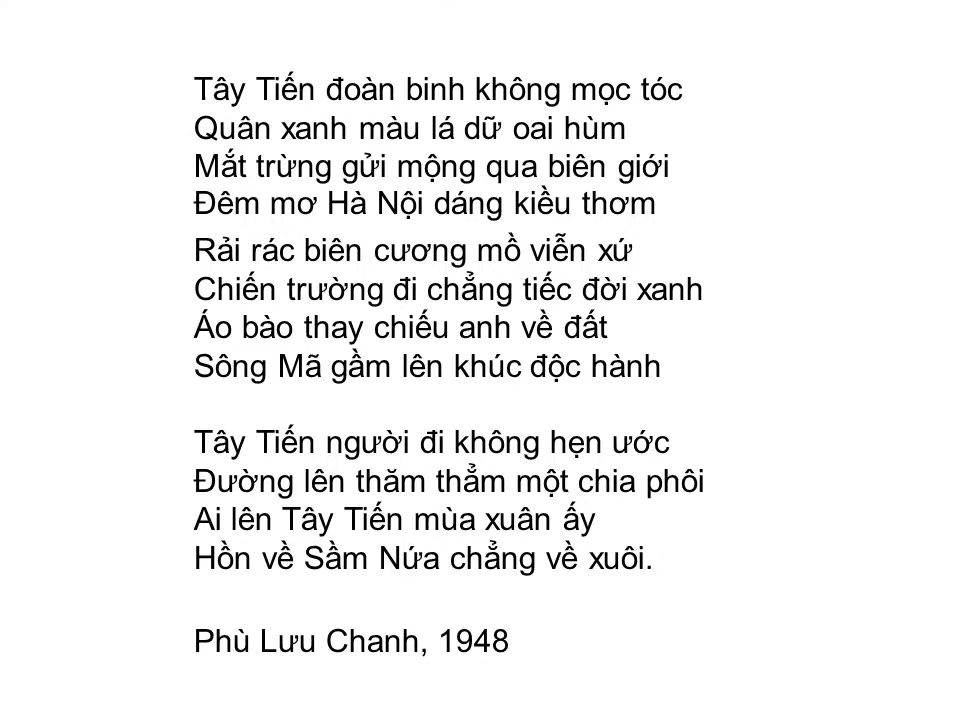 Tây Tiến đoàn binh không mọc tóc
Quân xanh màu lá dữ oai hùm
Mắt trừng gửi mộng qua biên giới
Đêm mơ Hà Nội dáng kiều thơm
Rải rác biên cương mồ viễn xứ
Chiến trường đi chẳng tiếc đời xanh
Áo bào thay chiếu anh về đất
Sông Mã gầm lên khúc độc hành
Tây Tiến người đi không hẹn ước
Đường lên thăm thẳm một chia phôi
Ai lên Tây Tiến mùa xuân ấy
Hồn về Sầm Nứa chẳng về xuôi.
Phù Lưu Chanh, 1948